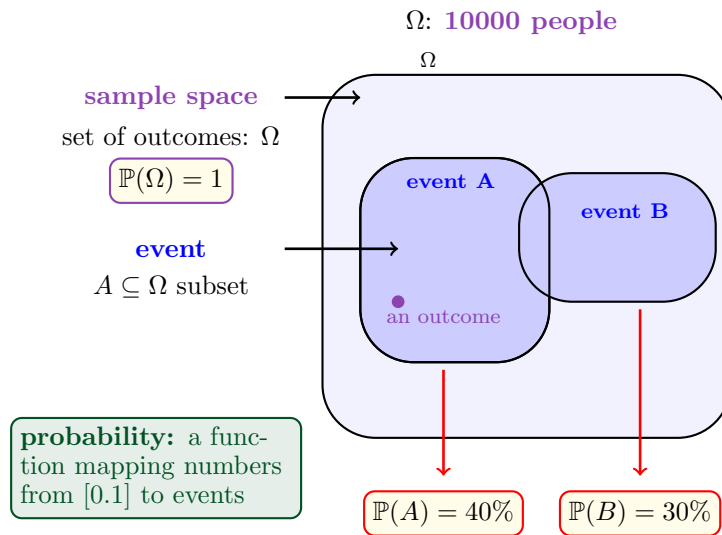 Ω: 10000 people
Ω
sample space
set of outcomes: Ω
ℙ(Ω) = 1
event A
event B
event
A ⊆ Ω subset
an outcome
probability: a func-
tion mapping numbers
from [0.1] to events
ℙ(A) = 40%
ℙ(B) = 30%